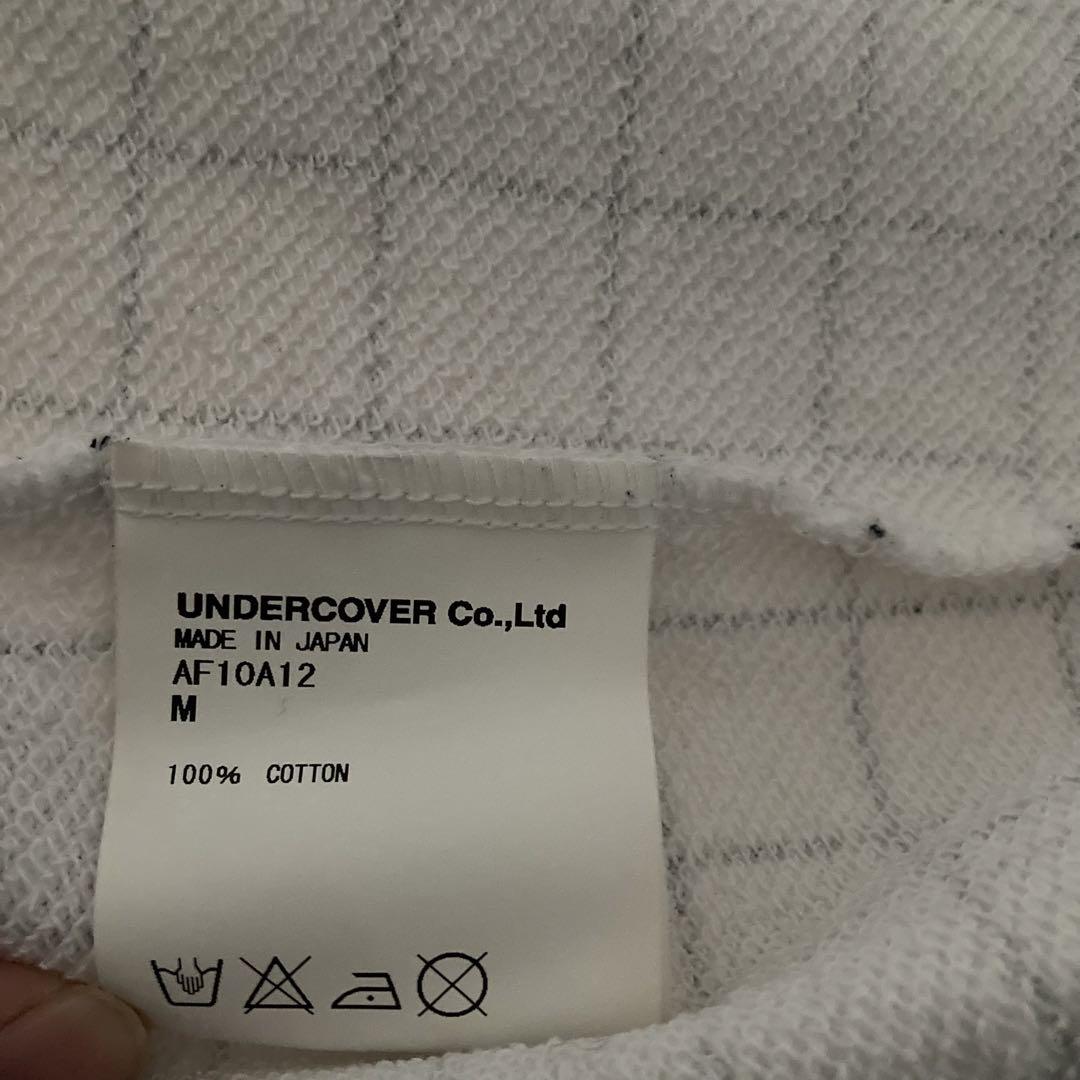 UNDERCOVER Co.,Ltd
MADE IN JAPAN
AF10A12
M
100% COTTON